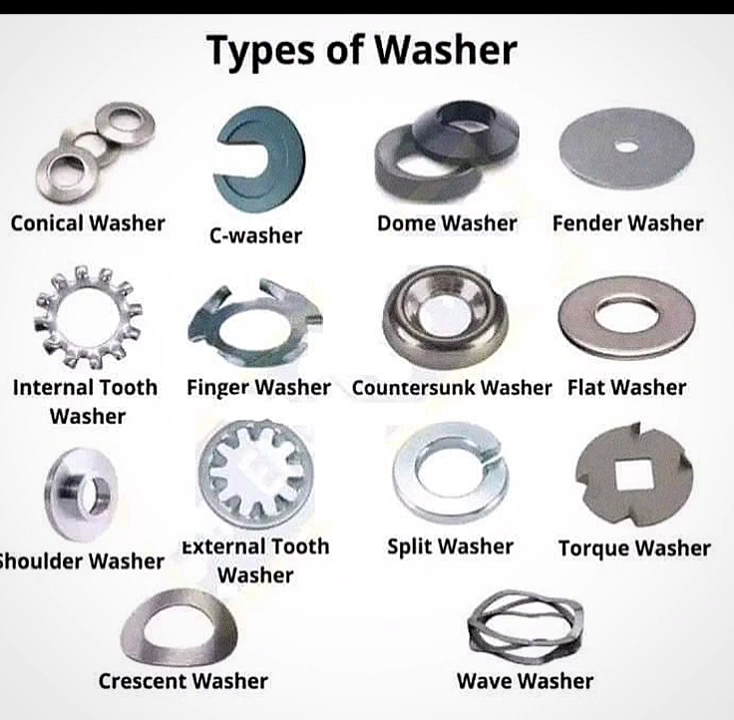 Types of Washer
Conical Washer
C-washer
Dome Washer
Fender Washer
Internal Tooth
Washer
Finger Washer
Countersunk Washer
Flat Washer
Shoulder Washer
External Tooth
Washer
Split Washer
Torque Washer
Crescent Washer
Wave Washer